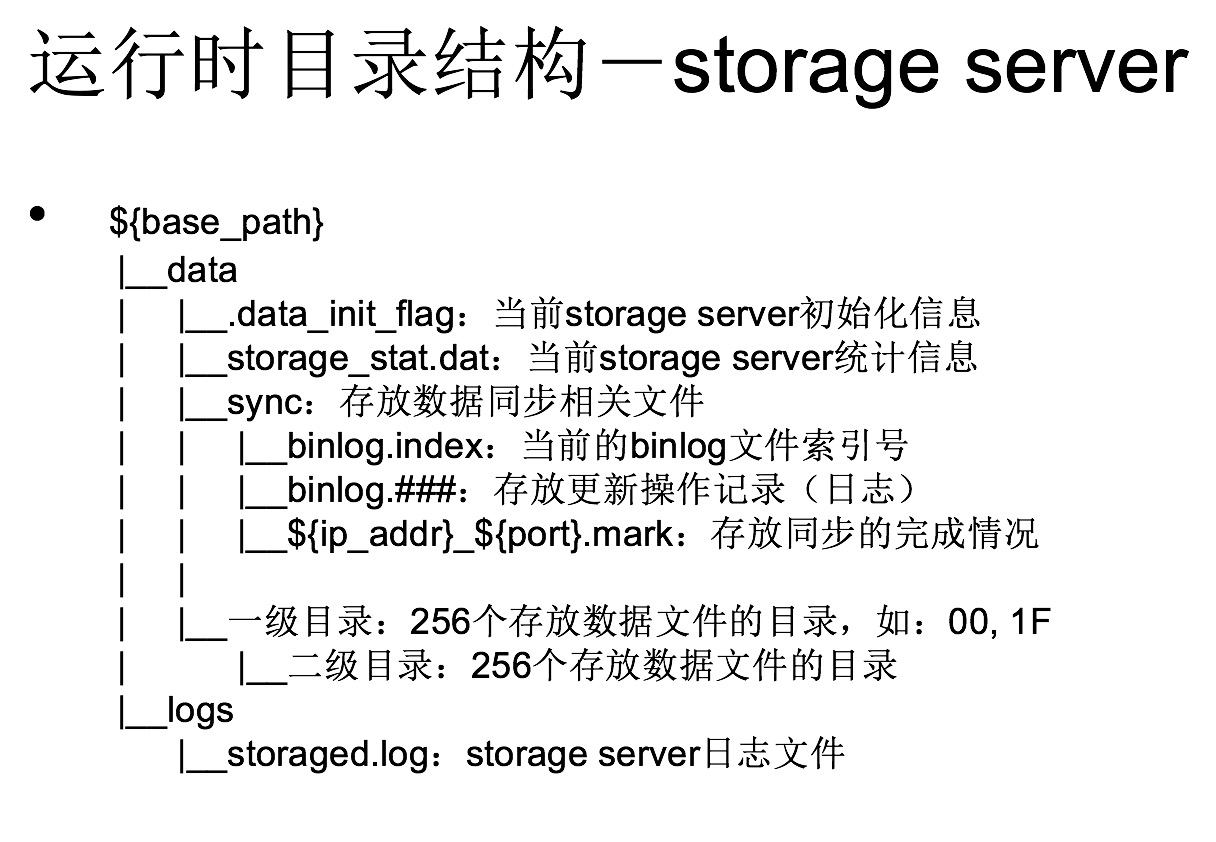 运行时目录结构－storage server
• ${base_path}
|__data
| |__.data_init_flag：当前storage server初始化信息
| |__storage_stat.dat：当前storage server统计信息
| |__sync：存放数据同步相关文件
| | |__binlog.index：当前的binlog文件索引号
| | |__binlog.###：存放更新操作记录（日志）
| | |__${ip_addr}_${port}.mark：存放同步的完成情况
| |
| |__一级目录：256个存放数据文件的目录，如：00, 1F
| |__二级目录：256个存放数据文件的目录
|__logs
|__storaged.log：storage server日志文件